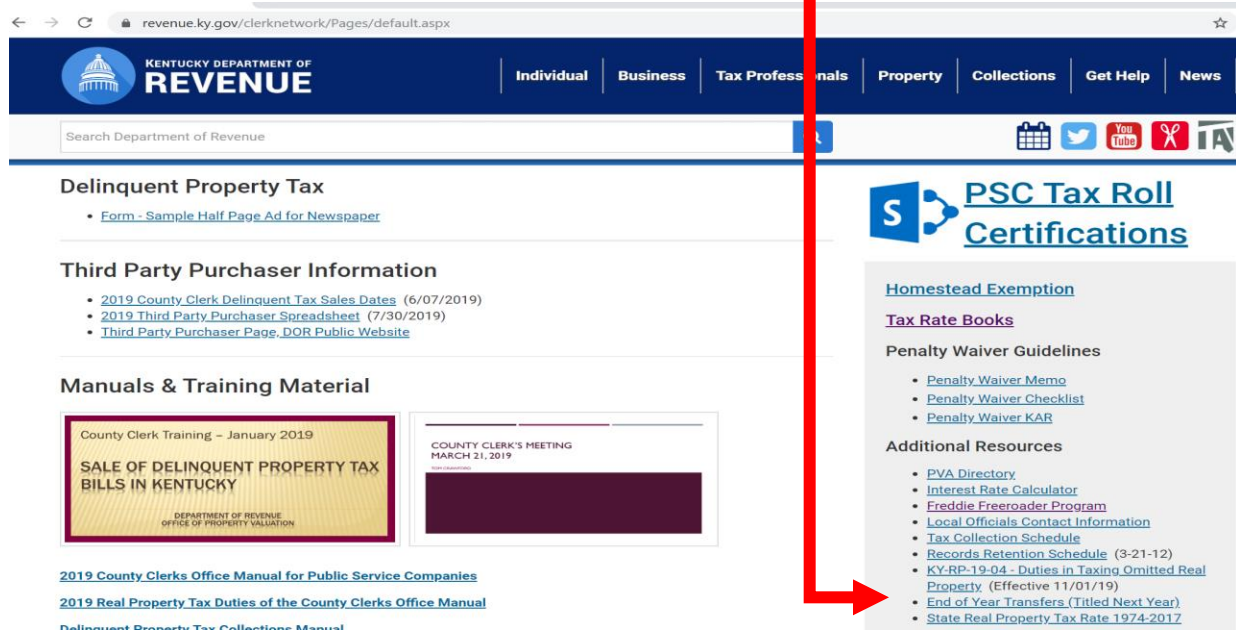 revenue.ky.gov/clerknetwork/Pages/default.aspx
KENTUCKY DEPARTMENT OF
REVENUE
Individual
Business
Tax Professionals
Property
Collections
Get Help
News
Search Department of Revenue
You
Tube
Delinquent Property Tax
• Form - Sample Half Page Ad for Newspaper
Third Party Purchaser Information
• 2019 County Clerk Delinquent Tax Sales Dates (6/07/2019)
• 2019 Third Party Purchaser Spreadsheet (7/30/2019)
• Third Party Purchaser Page, DOR Public Website
Manuals & Training Material
County Clerk Training – January 2019
SALE OF DELINQUENT PROPERTY TAX
BILLS IN KENTUCKY
DEPARTMENT OF REVENUE
OFFICE OF PROPERTY VALUATION
COUNTY CLERK'S MEETING
MARCH 21, 2019
2019 County Clerks Office Manual for Public Service Companies
2019 Real Property Tax Duties of the County Clerks Office Manual
Delinquent Property Tax Collections Manual
S
PSC Tax Roll
Certifications
Homestead Exemption
Tax Rate Books
Penalty Waiver Guidelines
• Penalty Waiver Memo
• Penalty Waiver Checklist
• Penalty Waiver KAR
Additional Resources
• PVA Directory
• Interest Rate Calculator
• Freddie Freeroader Program
• Local Officials Contact Information
• Tax Collection Schedule
• Records Retention Schedule (3-21-12)
• KY-RP-19-04 - Duties in Taxing Omitted Real
Property (Effective 11/01/19)
• End of Year Transfers (Titled Next Year)
• State Real Property Tax Rate 1974-2017